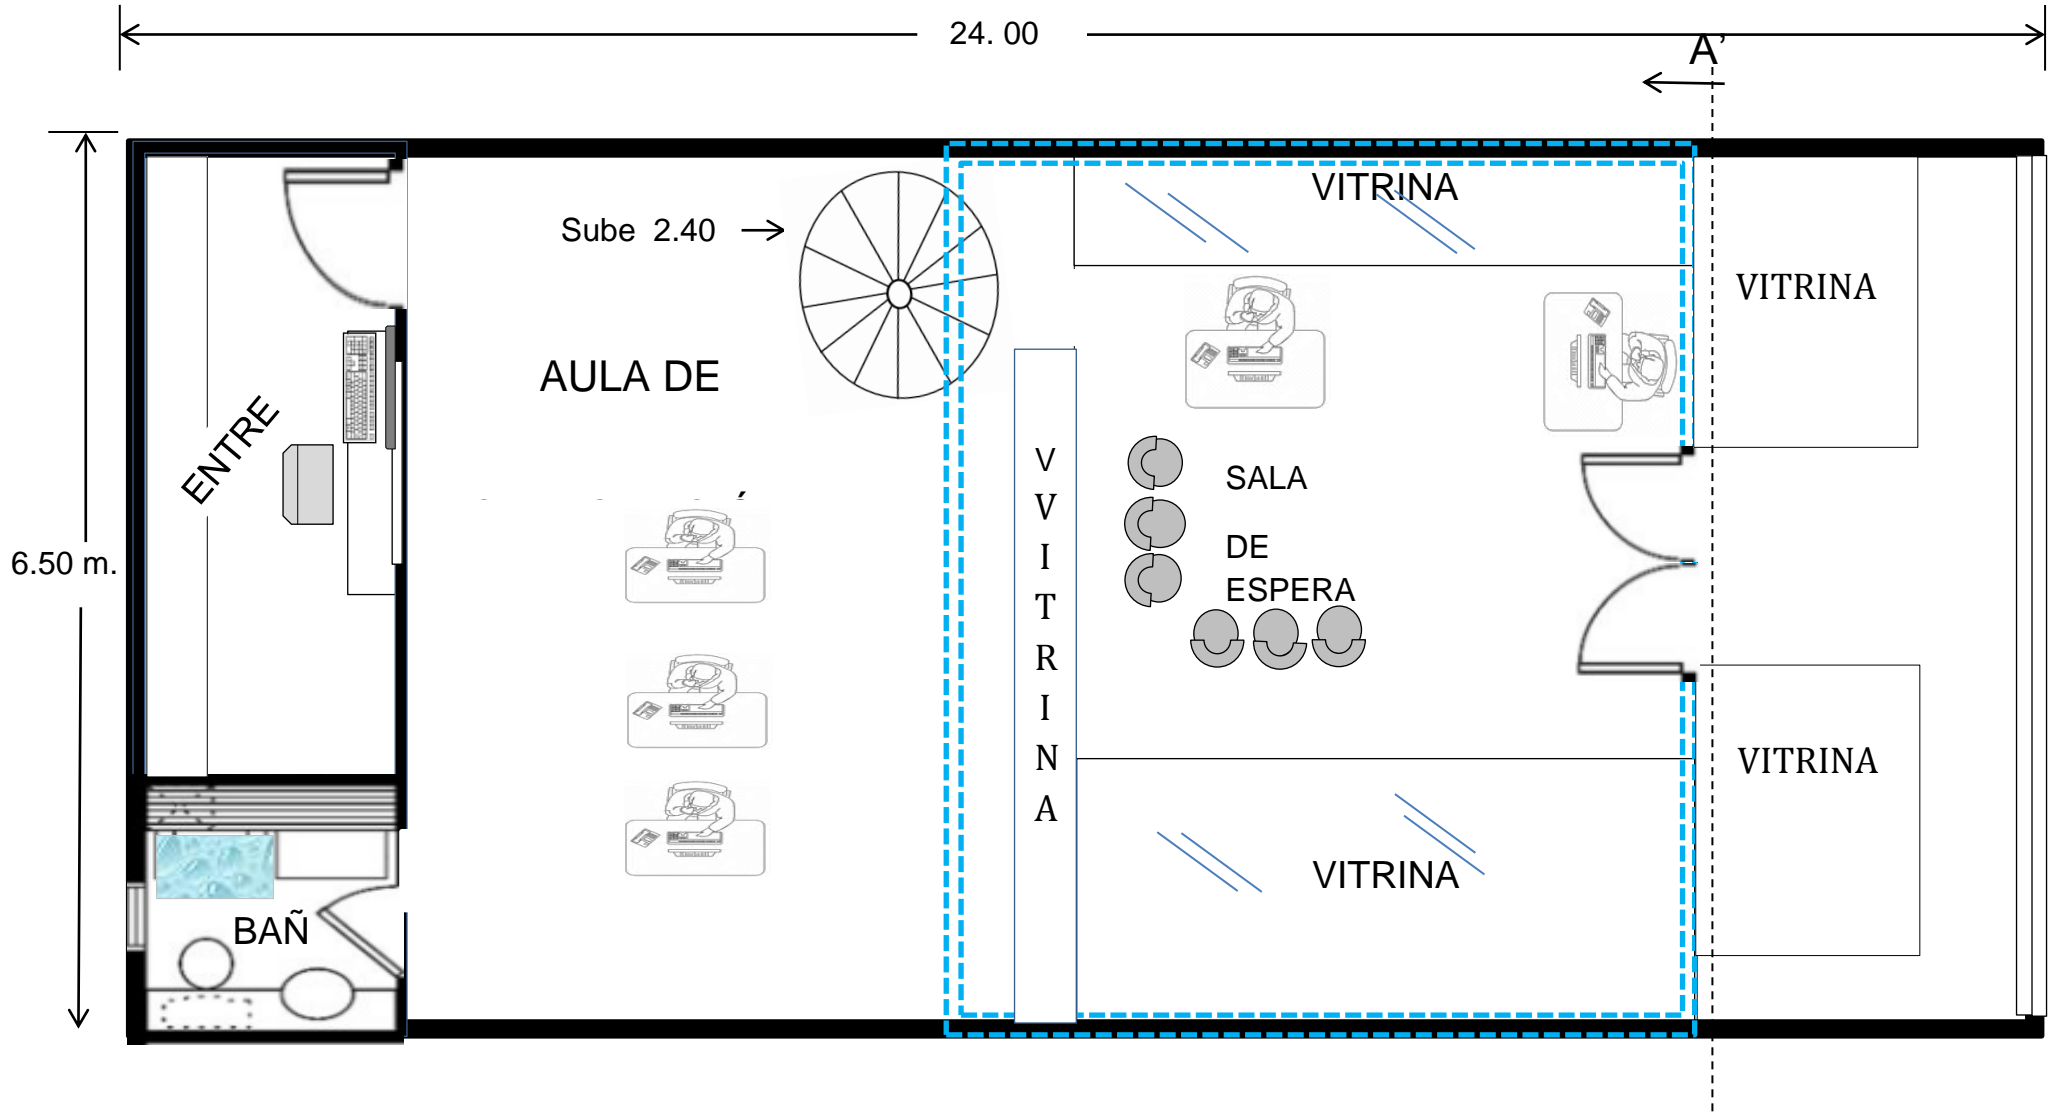 24. 00
A’
VITRINA
Sube 2.40
VITRINA
AULA DE
ENTRE
V
V
I
T
R
I
N
A
SALA
DE
ESPERA
6.50 m.
VITRINA
VITRINA
BAÑ